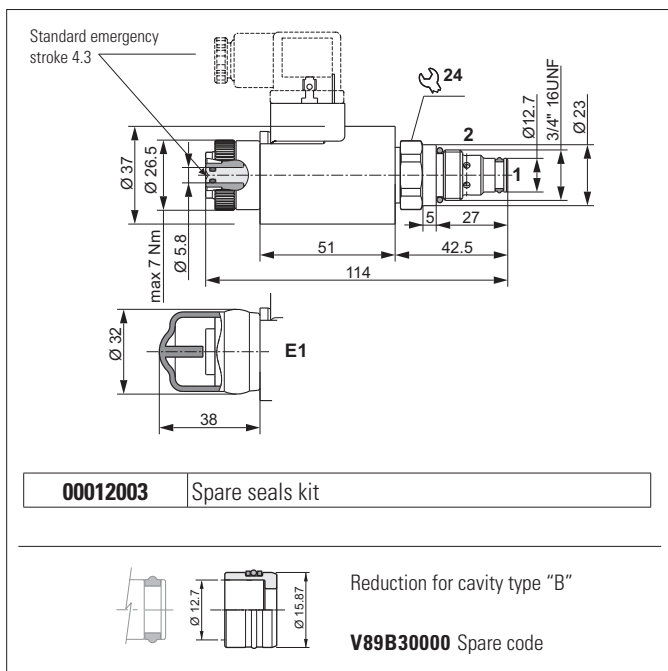 Standard emergency
stroke 4.3
24
2
1
Ø12.7
3/4" 16UNF
Ø 23
Ø 37
Ø 26.5
Ø 5.8
max 7 Nm
5
27
51
42.5
114
Ø 32
E1
38
00012003 Spare seals kit
Ø 12.7
Ø 15.87
Reduction for cavity type “B”
V89B30000 Spare code